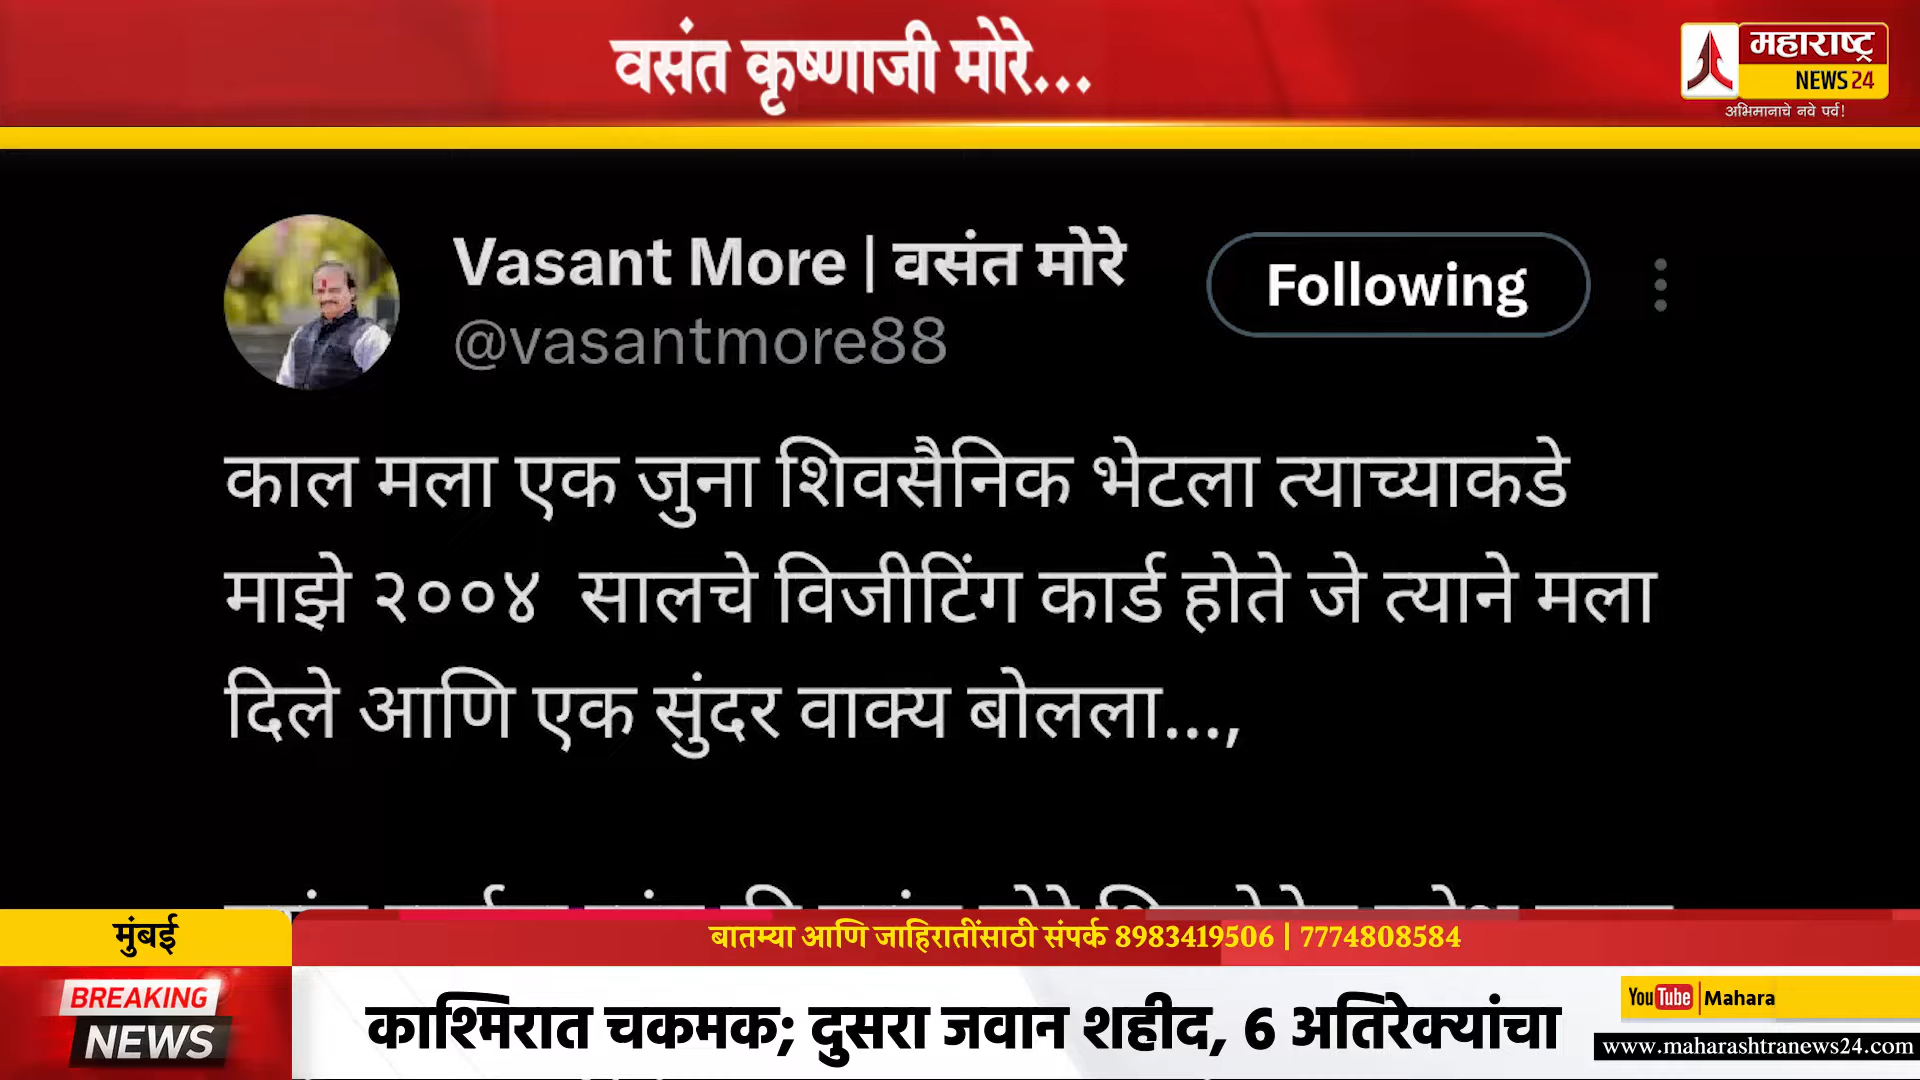 वसंत कृष्णाजी मोरे...
महाराष्ट्र
NEWS 24
अभिमानाचे नवे पर्व!
Vasant More | वसंत मोरे
@vasantmore88
Following
काल मला एक जुना शिवसैनिक भेटला त्याच्याकडे
माझे २००४ सालचे विजीटिंग कार्ड होते जे त्याने मला
दिले आणि एक सुंदर वाक्य बोलला...,
मुंबई
बातम्या आणि जाहिरातींसाठी संपर्क 8983419506 | 7774808584
BREAKING
NEWS
काश्मिरात चकमक; दुसरा जवान शहीद, 6 अतिरेक्यांचा
YouTube | Mahara
www.maharashtranews24.com